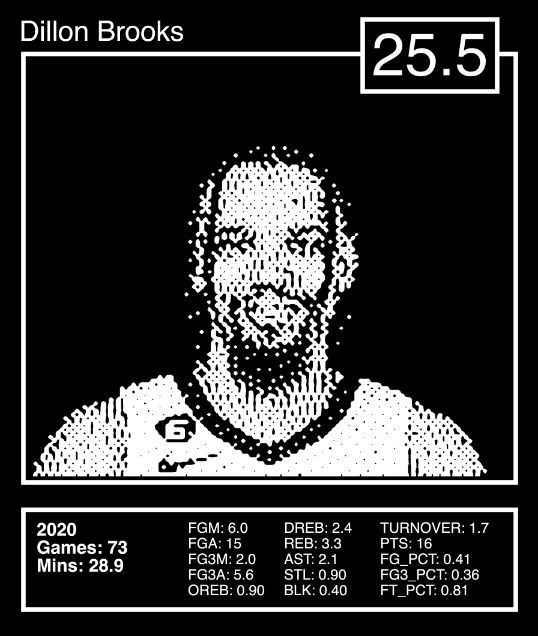 Dillon Brooks
25.5
6
2020
Games: 73
Mins: 28.9
FGM: 6.0
FGA: 15
FG3M: 2.0
FG3A: 5.6
OREB: 0.90
DREB: 2.4
REB: 3.3
AST: 2.1
STL: 0.90
BLK: 0.40
TURNOVER: 1.7
PTS: 16
FG_PCT: 0.41
FG3_PCT: 0.36
FT_PCT: 0.81